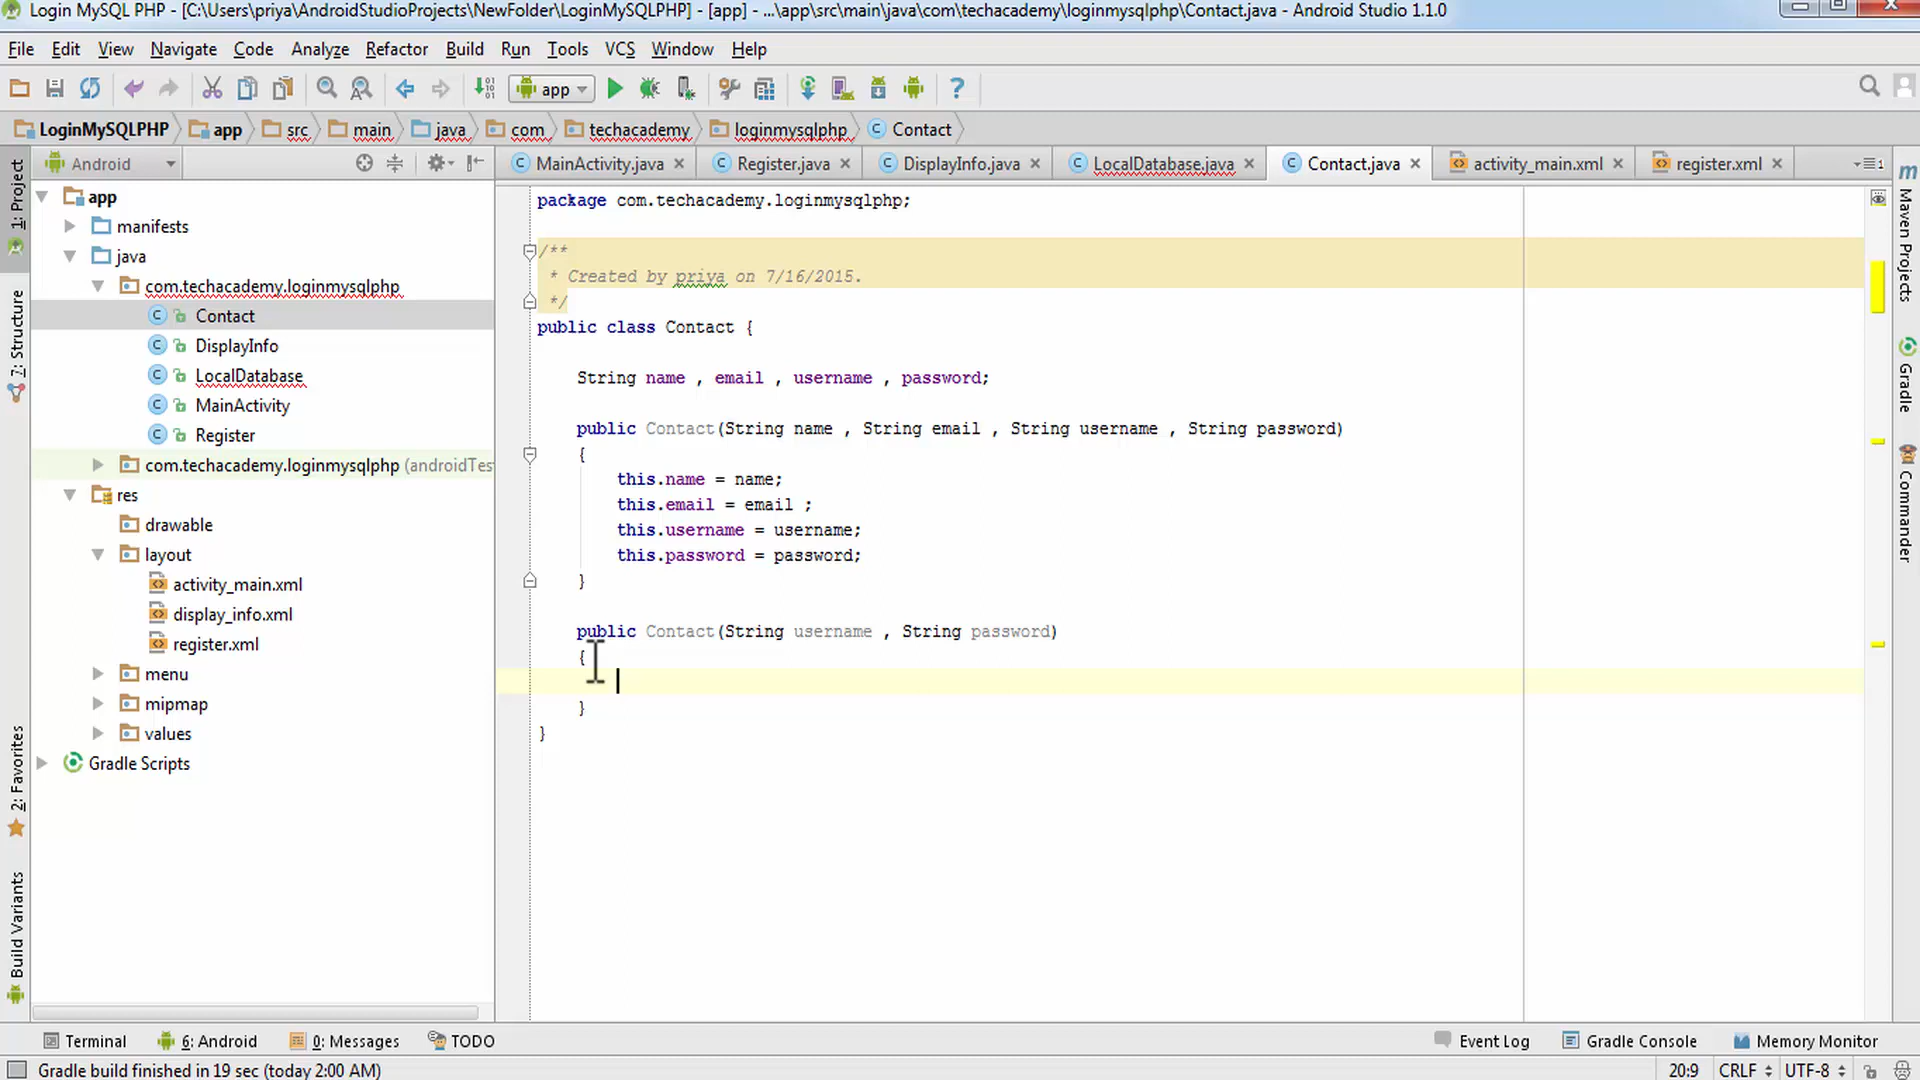 Login MySQL PHP - [C:\Users\priya\AndroidStudioProjects\NewFolder\LoginMySQLPHP] - [app] - ...\app\src\main\java\com\techacademy\loginmysqlphp\Contact.java - Android Studio 1.1.0
File Edit View Navigate Code Analyze Refactor Build Run Tools VCS Window Help
app
LoginMySQLPHP app src main java com techacademy loginmysqlphp Contact
Android
MainActivity.java Register.java DisplayInfo.java LocalDatabase.java Contact.java activity_main.xml register.xml
1
1: Project
7: Structure
2: Favorites
Build Variants
app
manifests
java
com.techacademy.loginmysqlphp
Contact
DisplayInfo
LocalDatabase
MainActivity
Register
com.techacademy.loginmysqlphp (androidTes
res
drawable
layout
activity_main.xml
display_info.xml
register.xml
menu
mipmap
values
Gradle Scripts
package com.techacademy.loginmysqlphp;
/**
* Created by priya on 7/16/2015.
*/
public class Contact {
String name , email , username , password;
public Contact(String name , String email , String username , String password)
{
this.name = name;
this.email = email ;
this.username = username;
this.password = password;
}
public Contact(String username , String password)
{
}
}
m
Maven Projects
Gradle
Commander
Terminal 6: Android 0: Messages TODO Event Log Gradle Console Memory Monitor
Gradle build finished in 19 sec (today 2:00 AM) 20:9 CRLF UTF-8